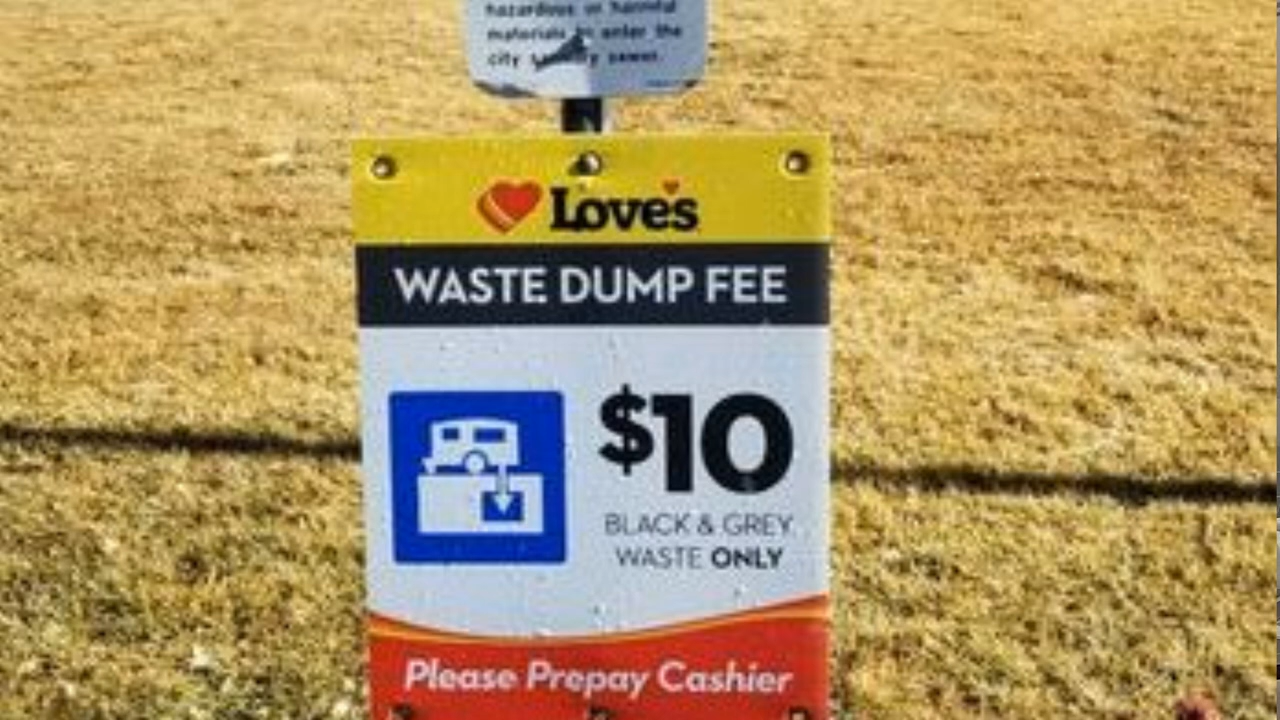 hazardous or harmful
materials to enter the
city sanitary sewer.
Love's
WASTE DUMP FEE
$10
BLACK & GREY
WASTE ONLY
Please Prepay Cashier